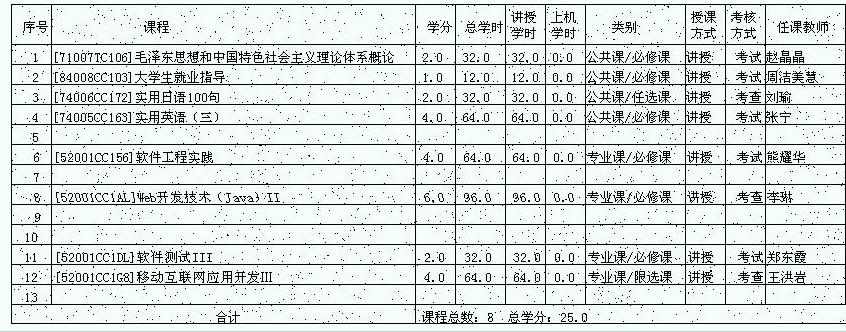 序号 课程 学分 总学时 讲授学时 上机学时 类别 授课方式 考核方式 任课教师
1 [71007TC106]毛泽东思想和中国特色社会主义理论体系概论 2.0 32.0 32.0 0.0 公共课/必修课 讲授 考试 赵晶晶
2 [84008CC103]大学生就业指导 1.0 12.0 12.0 0.0 公共课/必修课 讲授 考试 周洁美慧
3 [74006CC172]实用日语100句 2.0 32.0 32.0 0.0 公共课/任选课 讲授 考查 刘瑜
4 [74005CC163]实用英语（三） 4.0 64.0 64.0 0.0 公共课/必修课 讲授 考试 张宁
5
6 [52001CC156]软件工程实践 4.0 64.0 64.0 0.0 专业课/必修课 讲授 考试 熊耀华
7
8 [52001CC1AL]Web开发技术（Java）II 6.0 96.0 96.0 0.0 专业课/必修课 讲授 考查 李琳
9
10
11 [52001CC1DL]软件测试III 2.0 32.0 32.0 0.0 专业课/必修课 讲授 考试 郑东霞
12 [52001CC1G8]移动互联网应用开发Ⅲ 4.0 64.0 64.0 0.0 专业课/限选课 讲授 考查 王洪岩
13
合计 课程总数：8 总学分：25.0